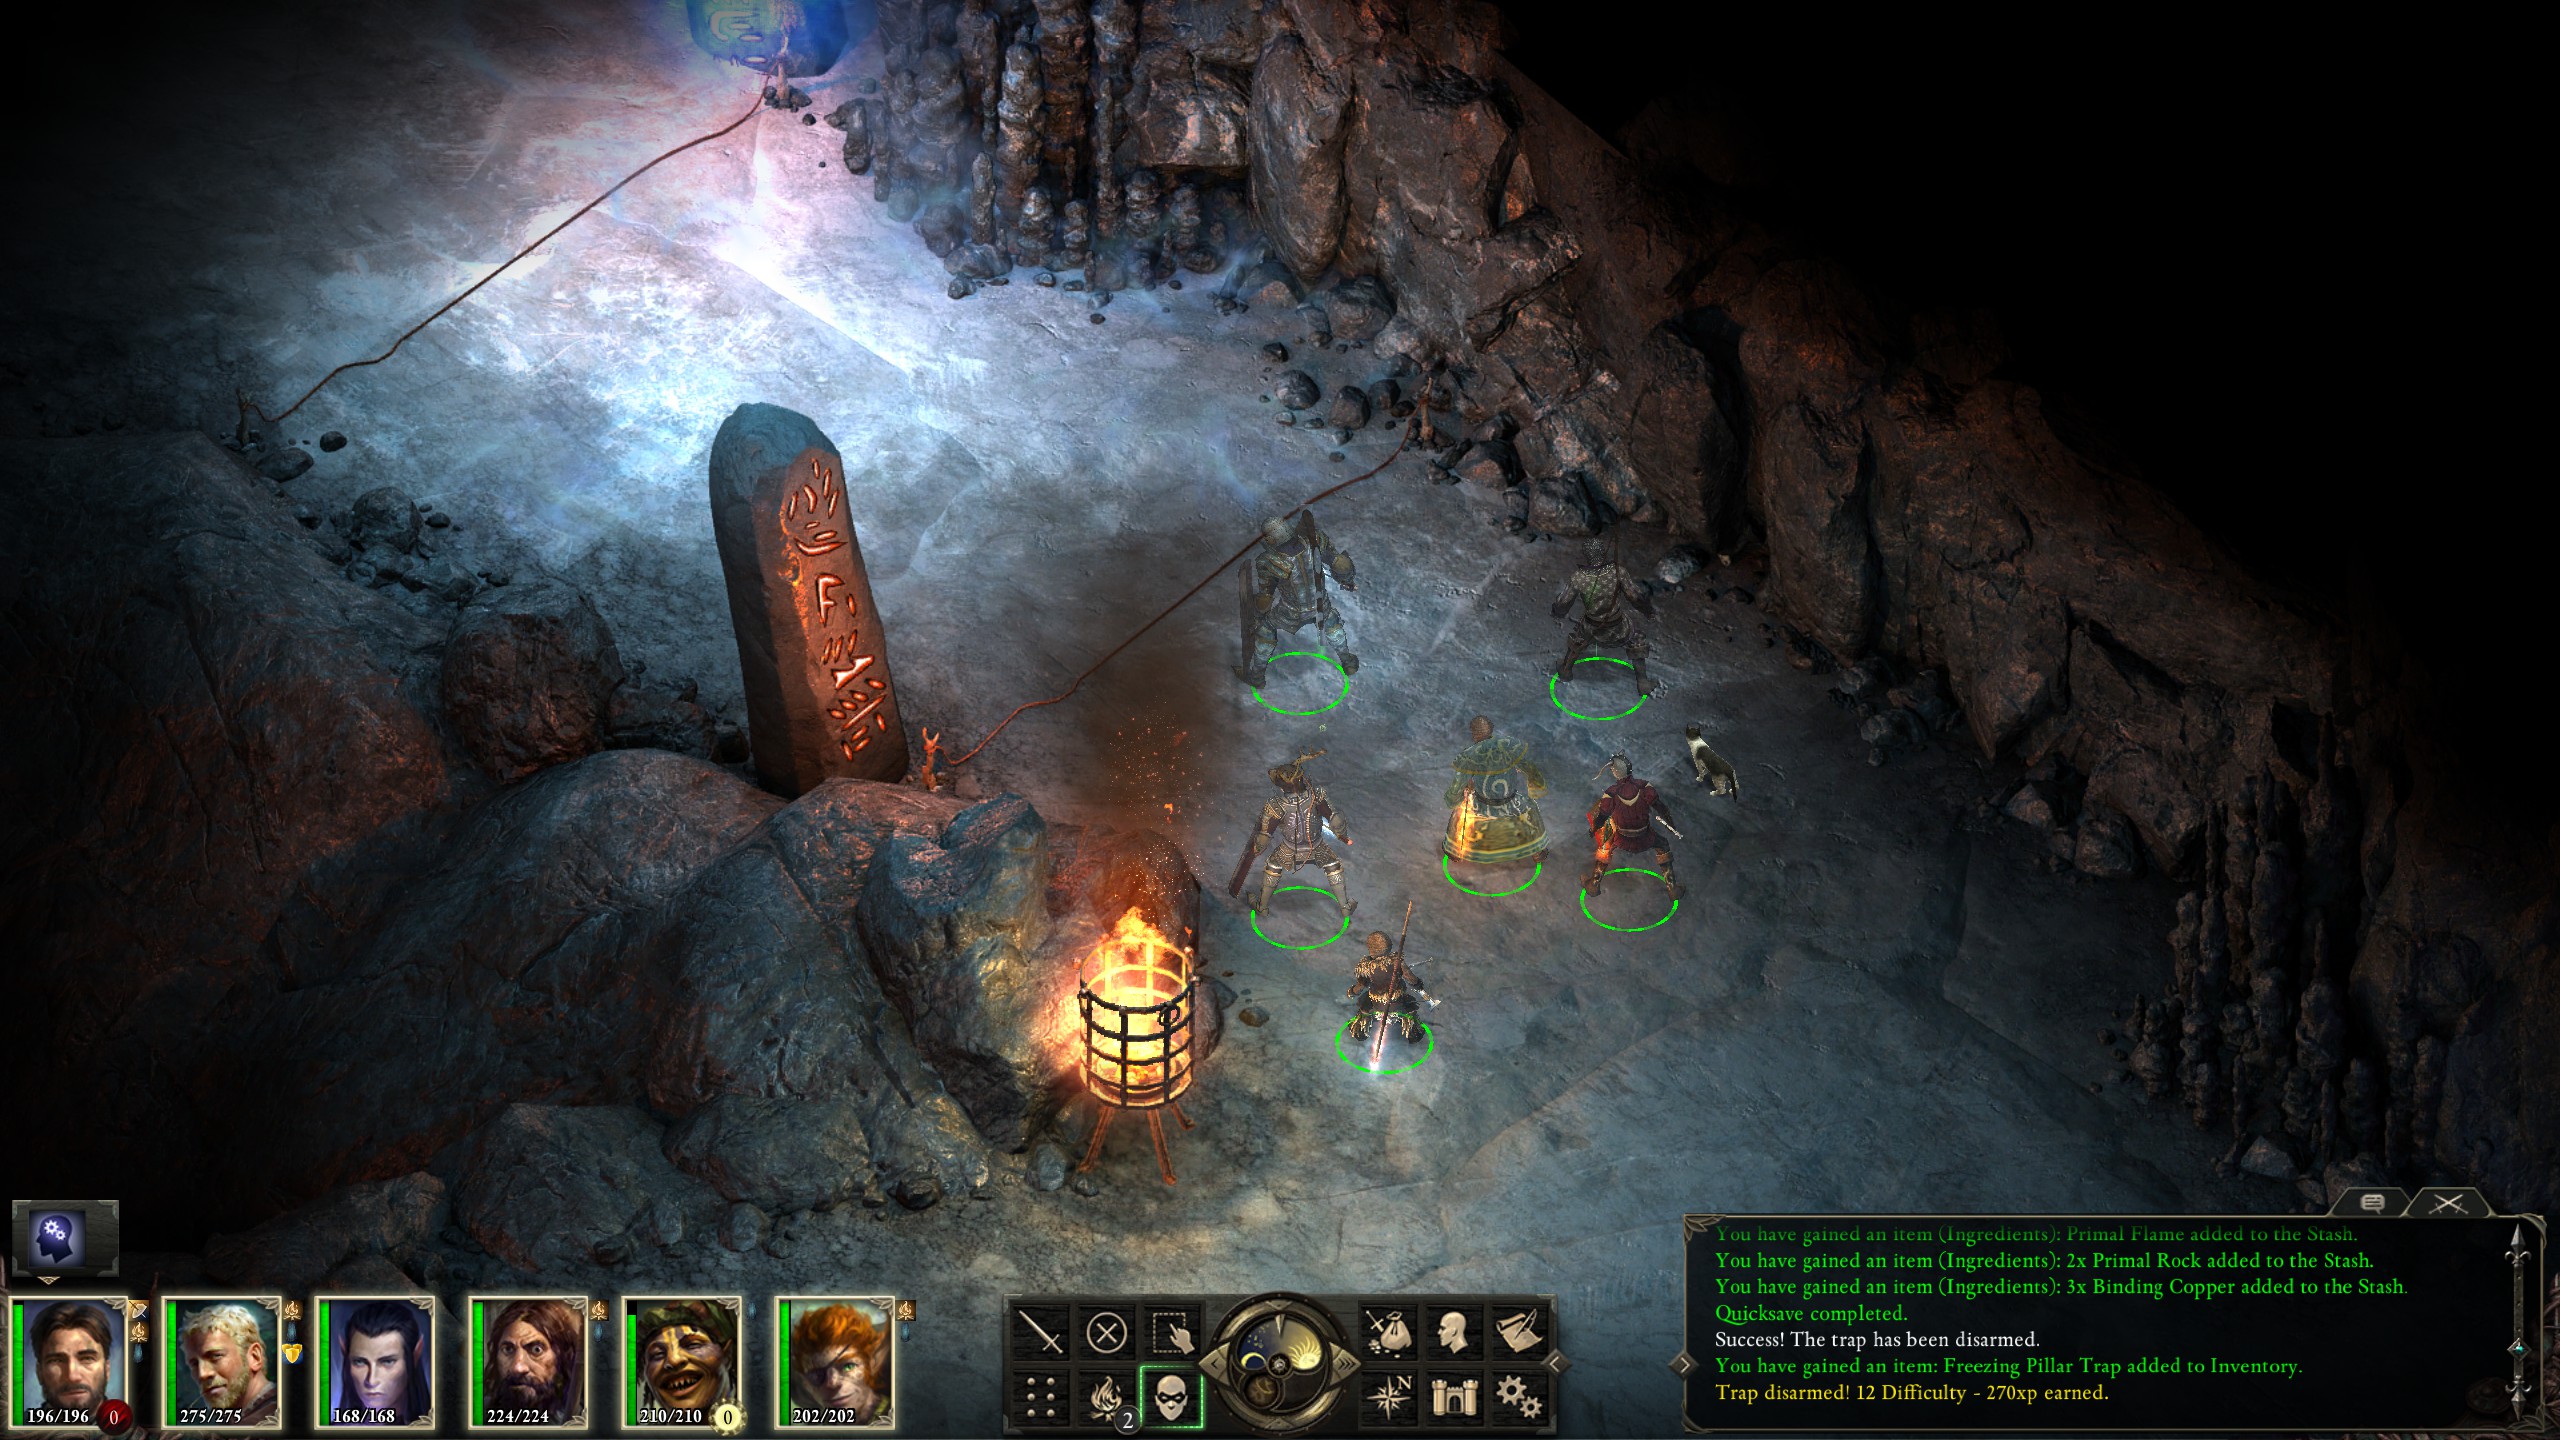 You have gained an item (Ingredients): Primal Flame added to the Stash.
You have gained an item (Ingredients): 2x Primal Rock added to the Stash.
You have gained an item (Ingredients): 3x Binding Copper added to the Stash.
Quicksave completed.
Success! The trap has been disarmed.
You have gained an item: Freezing Pillar Trap added to Inventory.
Trap disarmed! 12 Difficulty - 270xp earned.
196/196 0
275/275
168/168
224/224
210/210 0
202/202
2
N